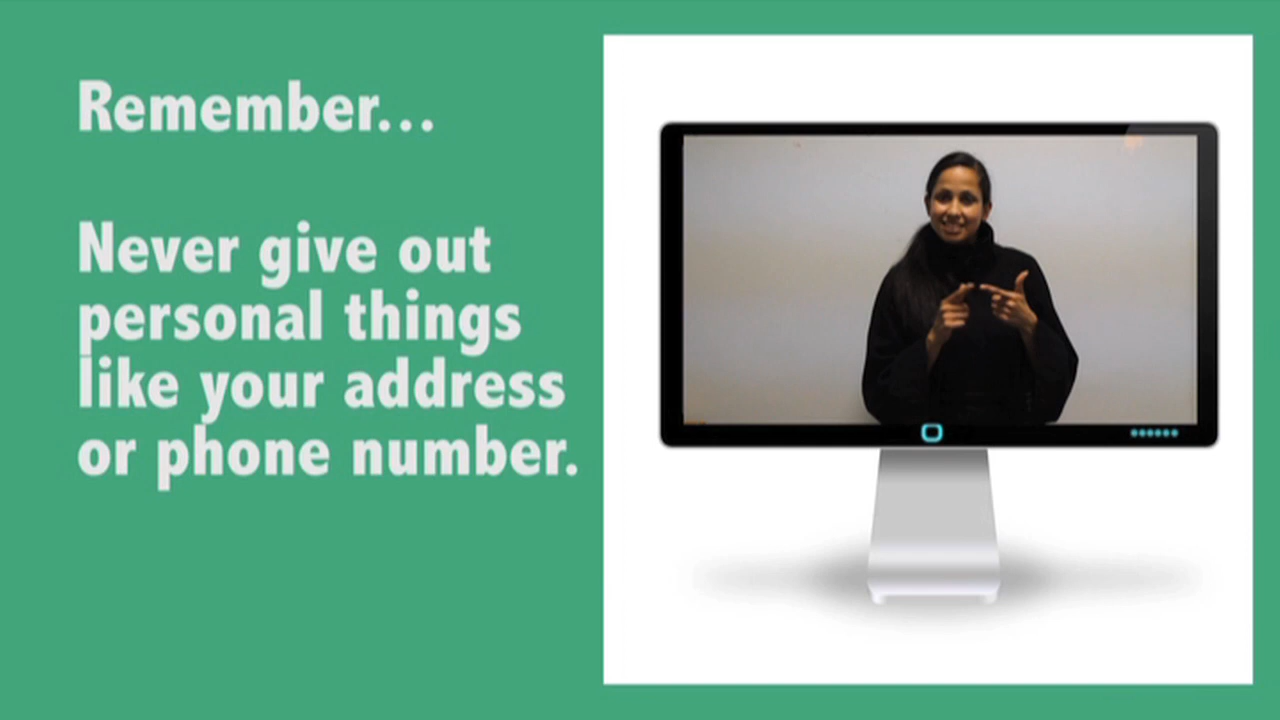 Remember...
Never give out
personal things
like your address
or phone number.